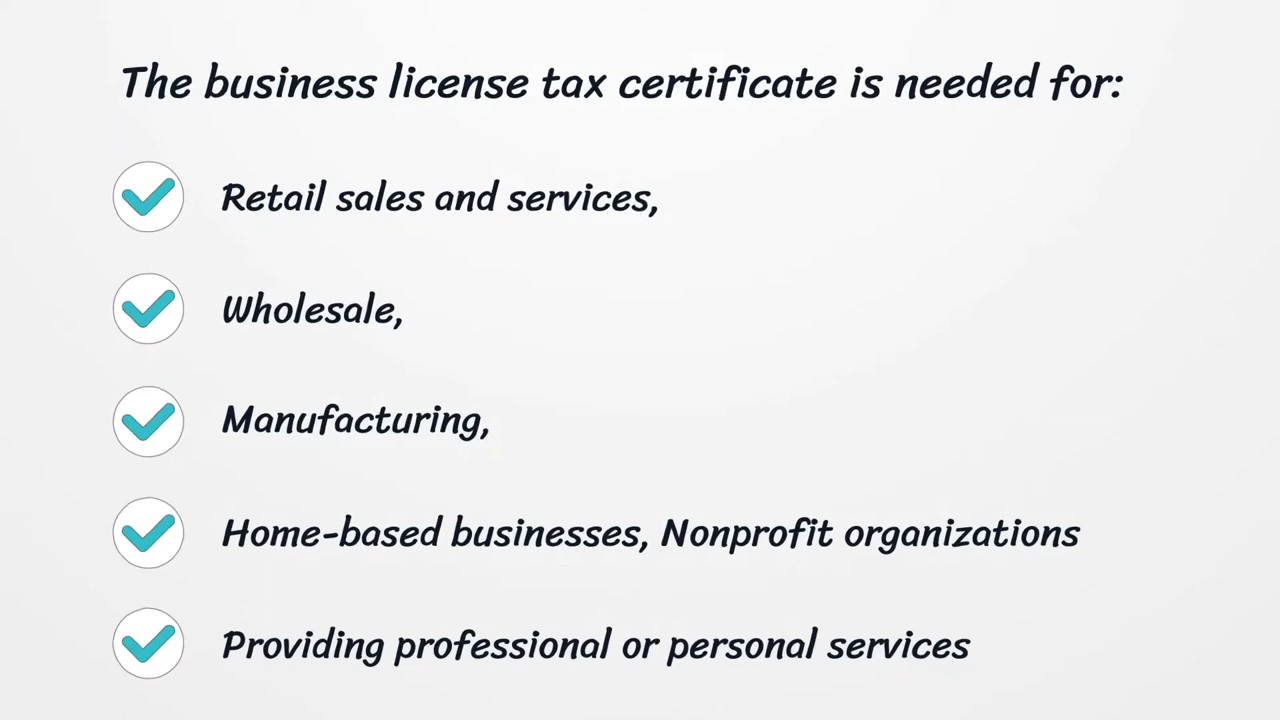 The business license tax certificate is needed for:
Retail sales and services,
Wholesale,
Manufacturing,
Home-based businesses, Nonprofit organizations
Providing professional or personal services